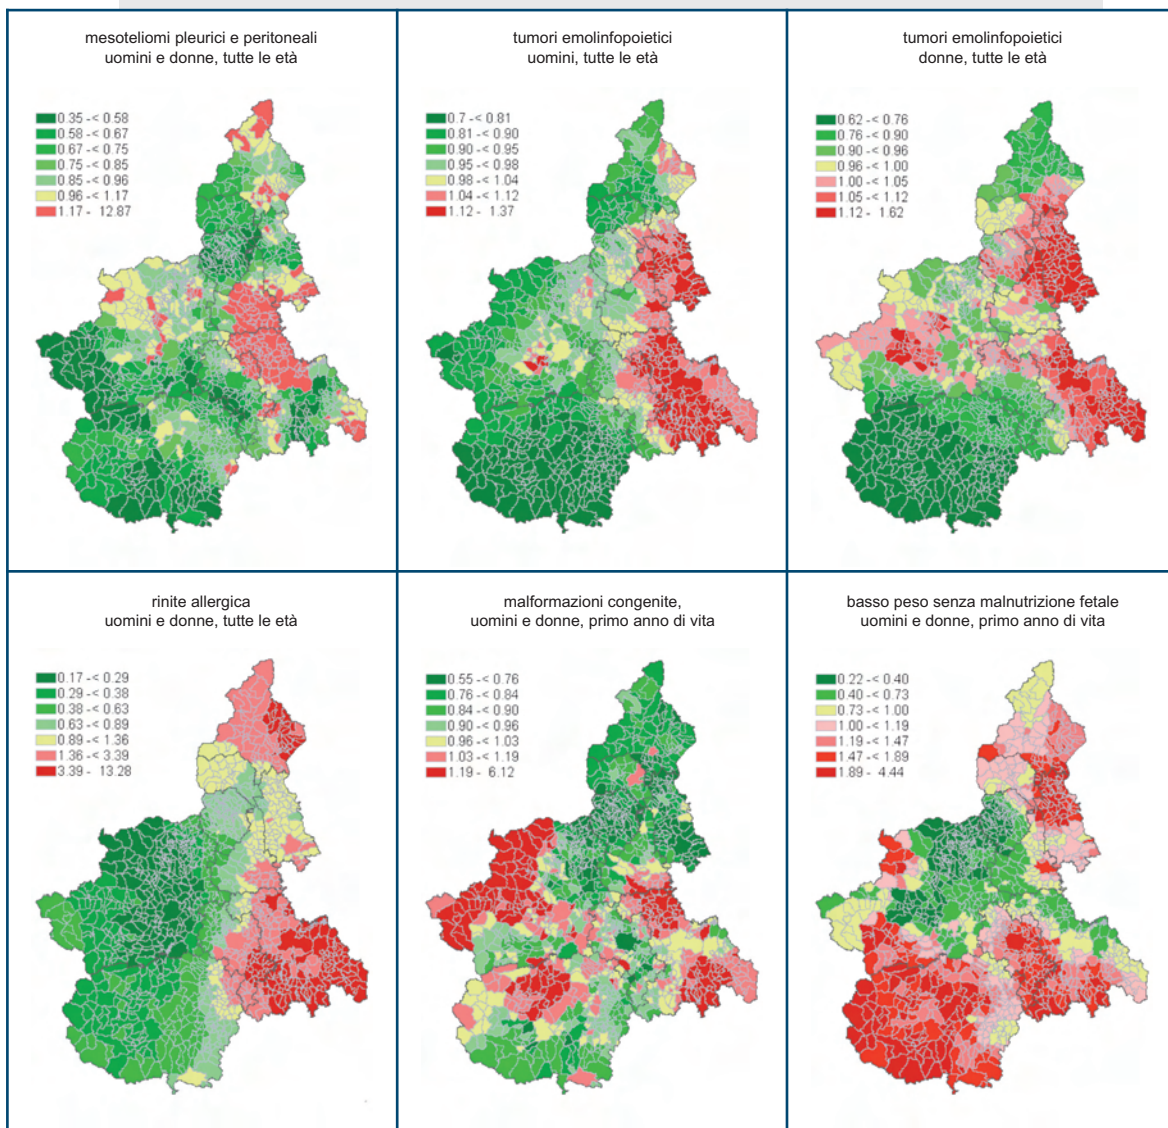 mesoteliomi pleurici e peritoneali
uomini e donne, tutte le età
0.35 -< 0.58
0.58 -< 0.67
0.67 -< 0.75
0.75 -< 0.85
0.85 -< 0.96
0.96 -< 1.17
1.17 - 12.87
tumori emolinfopoietici
uomini, tutte le età
0.7 -< 0.81
0.81 -< 0.90
0.90 -< 0.95
0.95 -< 0.98
0.98 -< 1.04
1.04 -< 1.12
1.12 - 1.37
tumori emolinfopoietici
donne, tutte le età
0.62 -< 0.76
0.76 -< 0.90
0.90 -< 0.96
0.96 -< 1.00
1.00 -< 1.05
1.05 -< 1.12
1.12 - 1.62
rinite allergica
uomini e donne, tutte le età
0.17 -< 0.29
0.29 -< 0.38
0.38 -< 0.63
0.63 -< 0.89
0.89 -< 1.36
1.36 -< 3.39
3.39 - 13.28
malformazioni congenite,
uomini e donne, primo anno di vita
0.55 -< 0.76
0.76 -< 0.84
0.84 -< 0.90
0.90 -< 0.96
0.96 -< 1.03
1.03 -< 1.19
1.19 - 6.12
basso peso senza malnutrizione fetale
uomini e donne, primo anno di vita
0.22 -< 0.40
0.40 -< 0.73
0.73 -< 1.00
1.00 -< 1.19
1.19 -< 1.47
1.47 -< 1.89
1.89 - 4.44